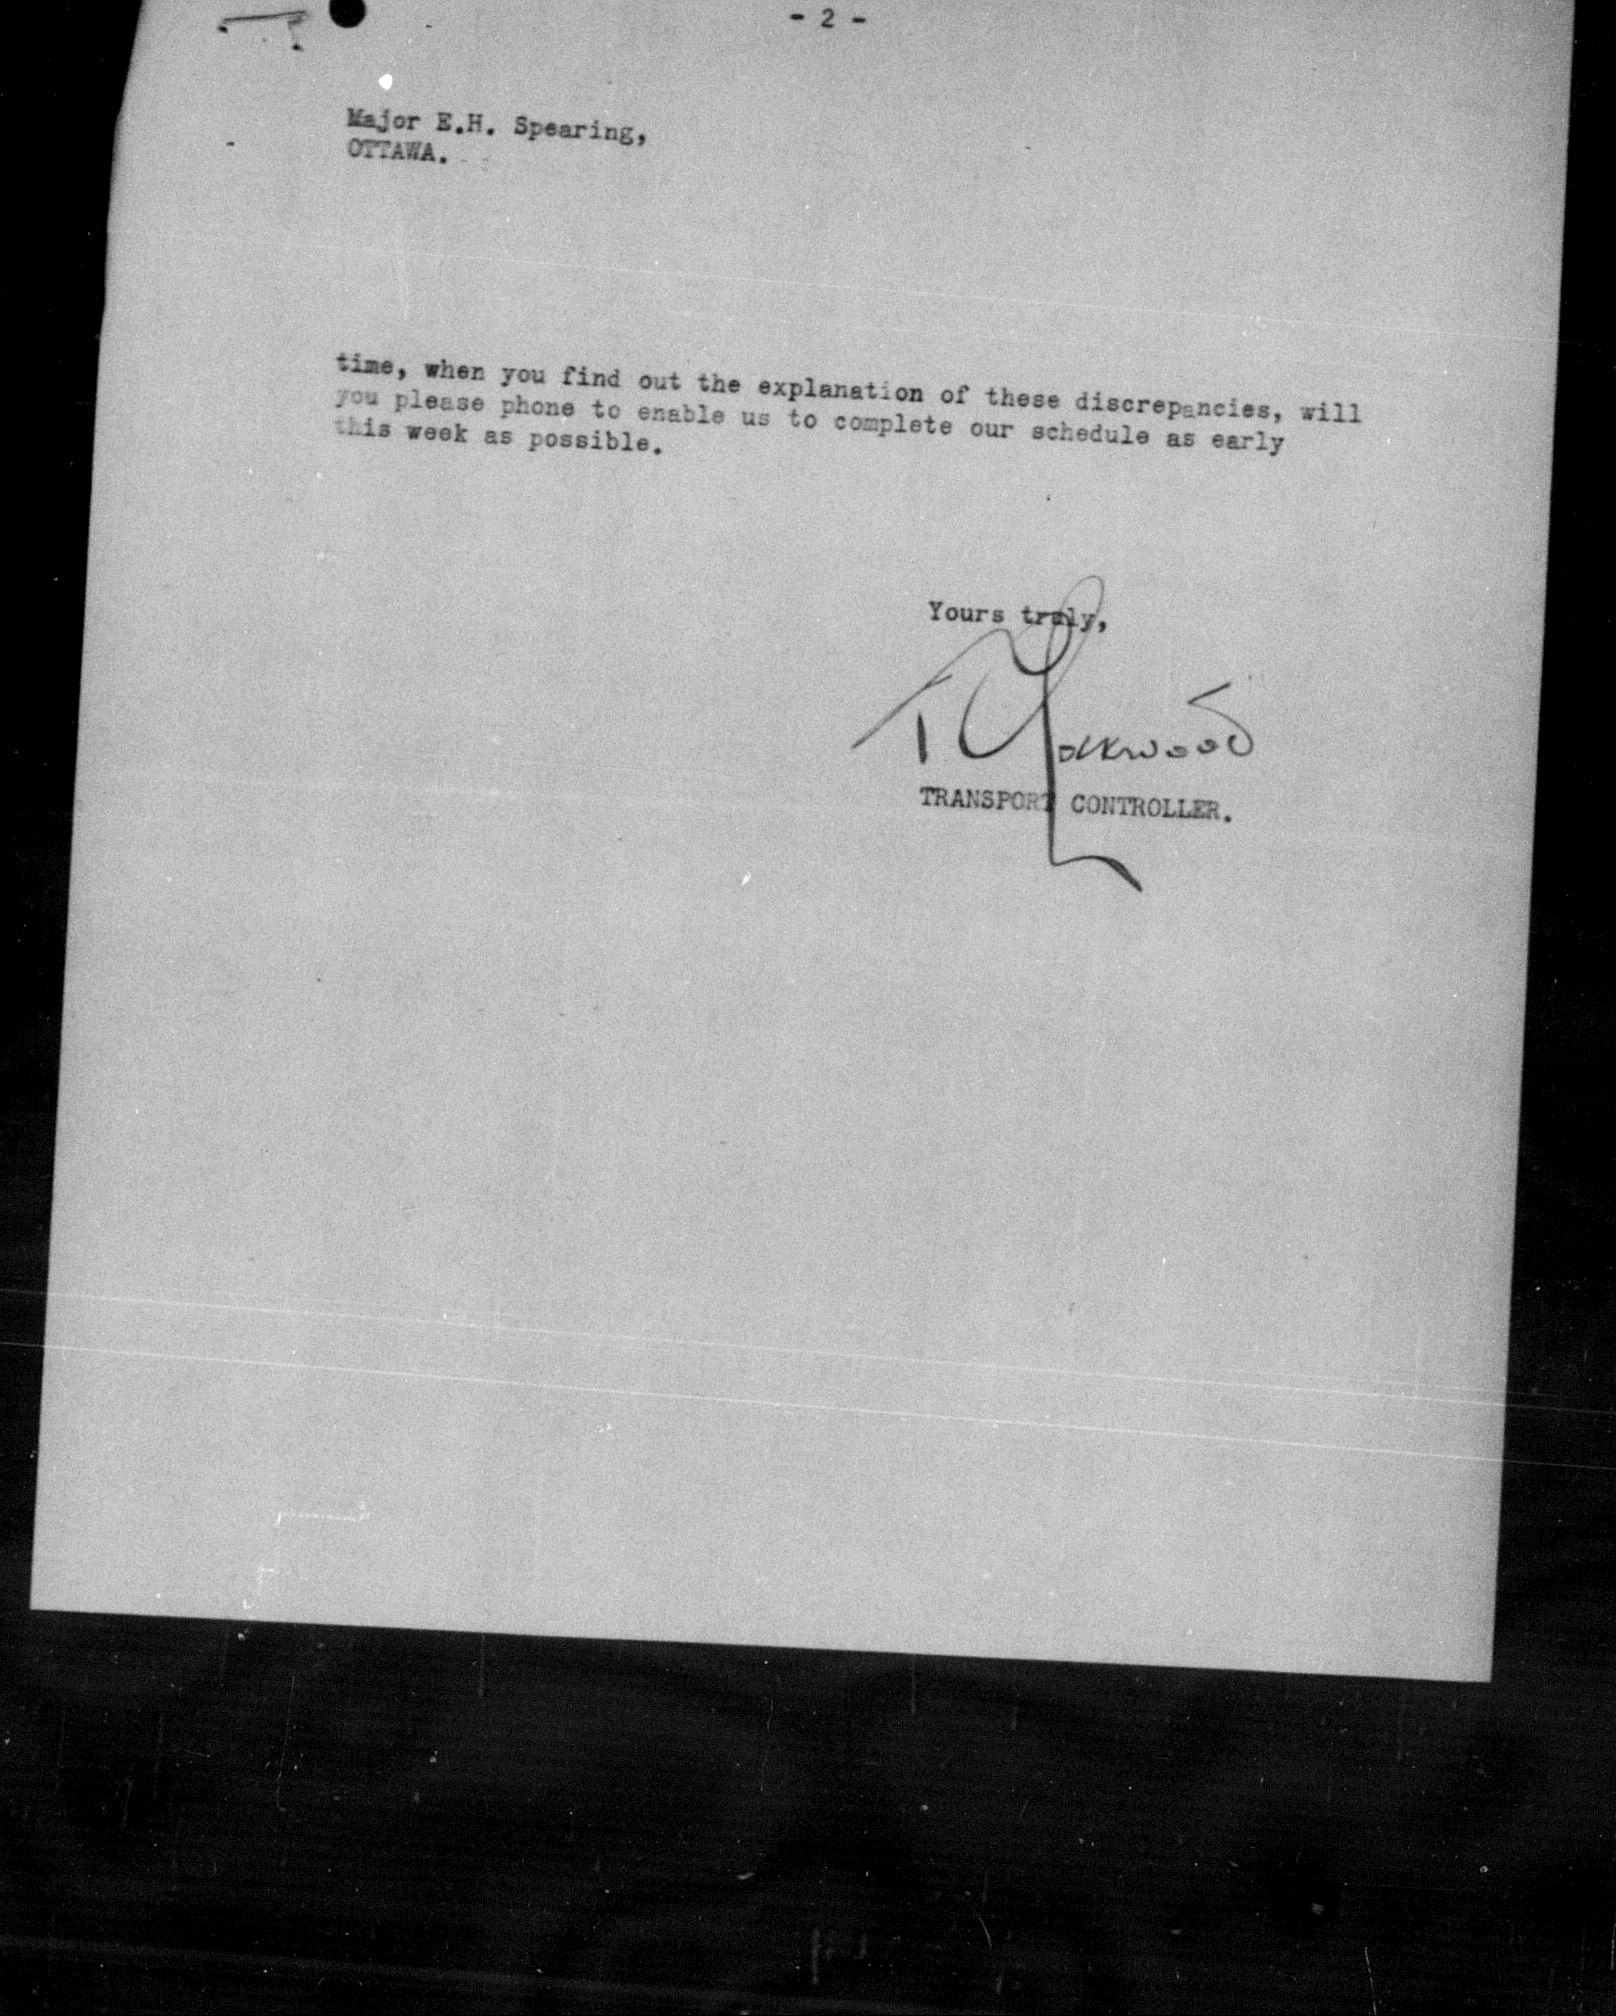 - 2 -
Major E.H. Spearing,
OTTAWA.
time, when you find out the explanation of these discrepancies, will
you please phone to enable us to complete our schedule as early
this week as possible.
Yours truly,
T C Lockwood
TRANSPORT CONTROLLER.